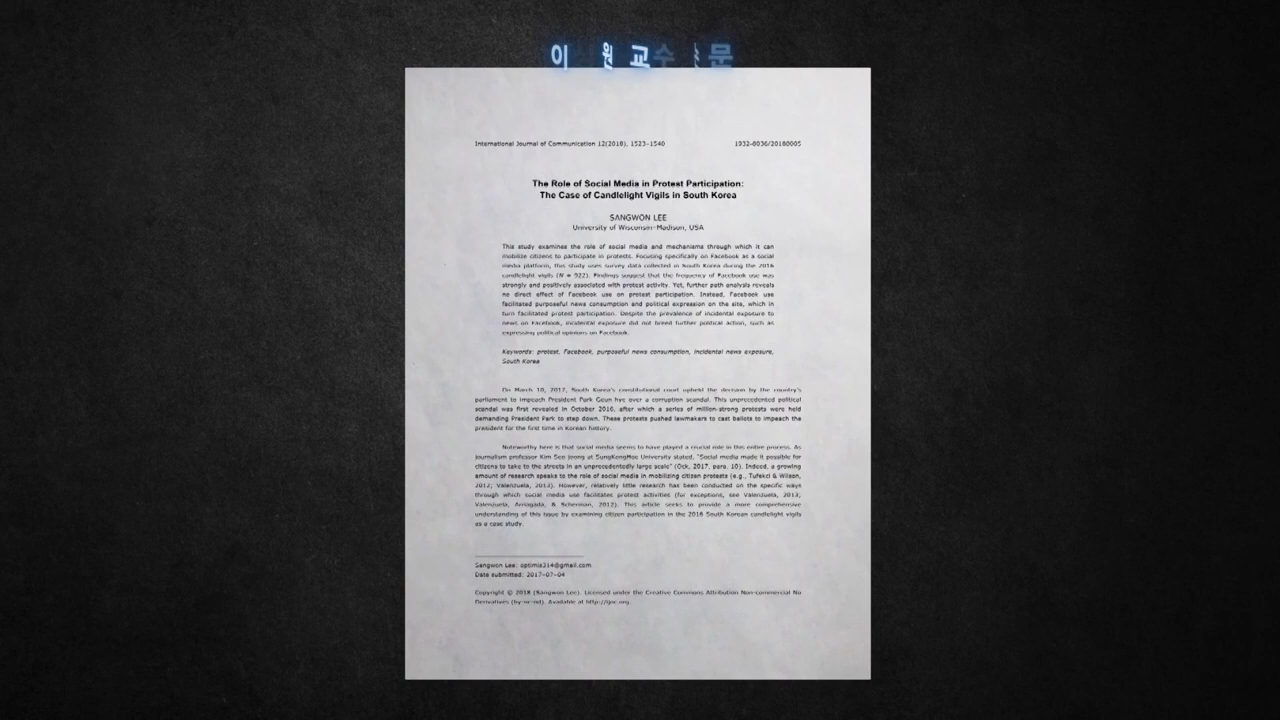 이 원 교수 문
International Journal of Communication 12(2018), 1523–1540 1932–8036/20180005
The Role of Social Media in Protest Participation:
The Case of Candlelight Vigils in South Korea
SANGWON LEE
University of Wisconsin–Madison, USA
This study examines the role of social media and mechanisms through which it can
mobilize citizens to participate in protests. Focusing specifically on Facebook as a social
media platform, this study uses survey data collected in South Korea during the 2016
candlelight vigils (N = 922). Findings suggest that the frequency of Facebook use was
strongly and positively associated with protest activity. Yet, further path analysis reveals
no direct effect of Facebook use on protest participation. Instead, Facebook use
facilitated purposeful news consumption and political expression on the site, which in
turn facilitated protest participation. Despite the prevalence of incidental exposure to
news on Facebook, incidental exposure did not breed further political action, such as
expressing political opinions on Facebook.
Keywords: protest, Facebook, purposeful news consumption, incidental news exposure,
South Korea
On March 10, 2017, South Korea's constitutional court upheld the decision by the country's
parliament to impeach President Park Geun hye over a corruption scandal. This unprecedented political
scandal was first revealed in October 2016, after which a series of million-strong protests were held
demanding President Park to step down. These protests pushed lawmakers to cast ballots to impeach the
president for the first time in Korean history.
Noteworthy here is that social media seems to have played a crucial role in this entire process. As
journalism professor Kim Seo Joong at SungKongHoe University stated, "Social media made it possible for
citizens to take to the streets in an unprecedentedly large scale" (Ock, 2017, para. 10). Indeed, a growing
amount of research speaks to the role of social media in mobilizing citizen protests (e.g., Tufekci & Wilson,
2012; Valenzuela, 2013). However, relatively little research has been conducted on the specific ways
through which social media use facilitates protest activities (for exceptions, see Valenzuela, 2013;
Valenzuela, Arriagada, & Scherman, 2012). This article seeks to provide a more comprehensive
understanding of this issue by examining citizen participation in the 2016 South Korean candlelight vigils
as a case study.
Sangwon Lee: optimis314@gmail.com
Date submitted: 2017–07–04
Copyright © 2018 (Sangwon Lee). Licensed under the Creative Commons Attribution Non-commercial No
Derivatives (by-nc-nd). Available at http://ijoc.org.